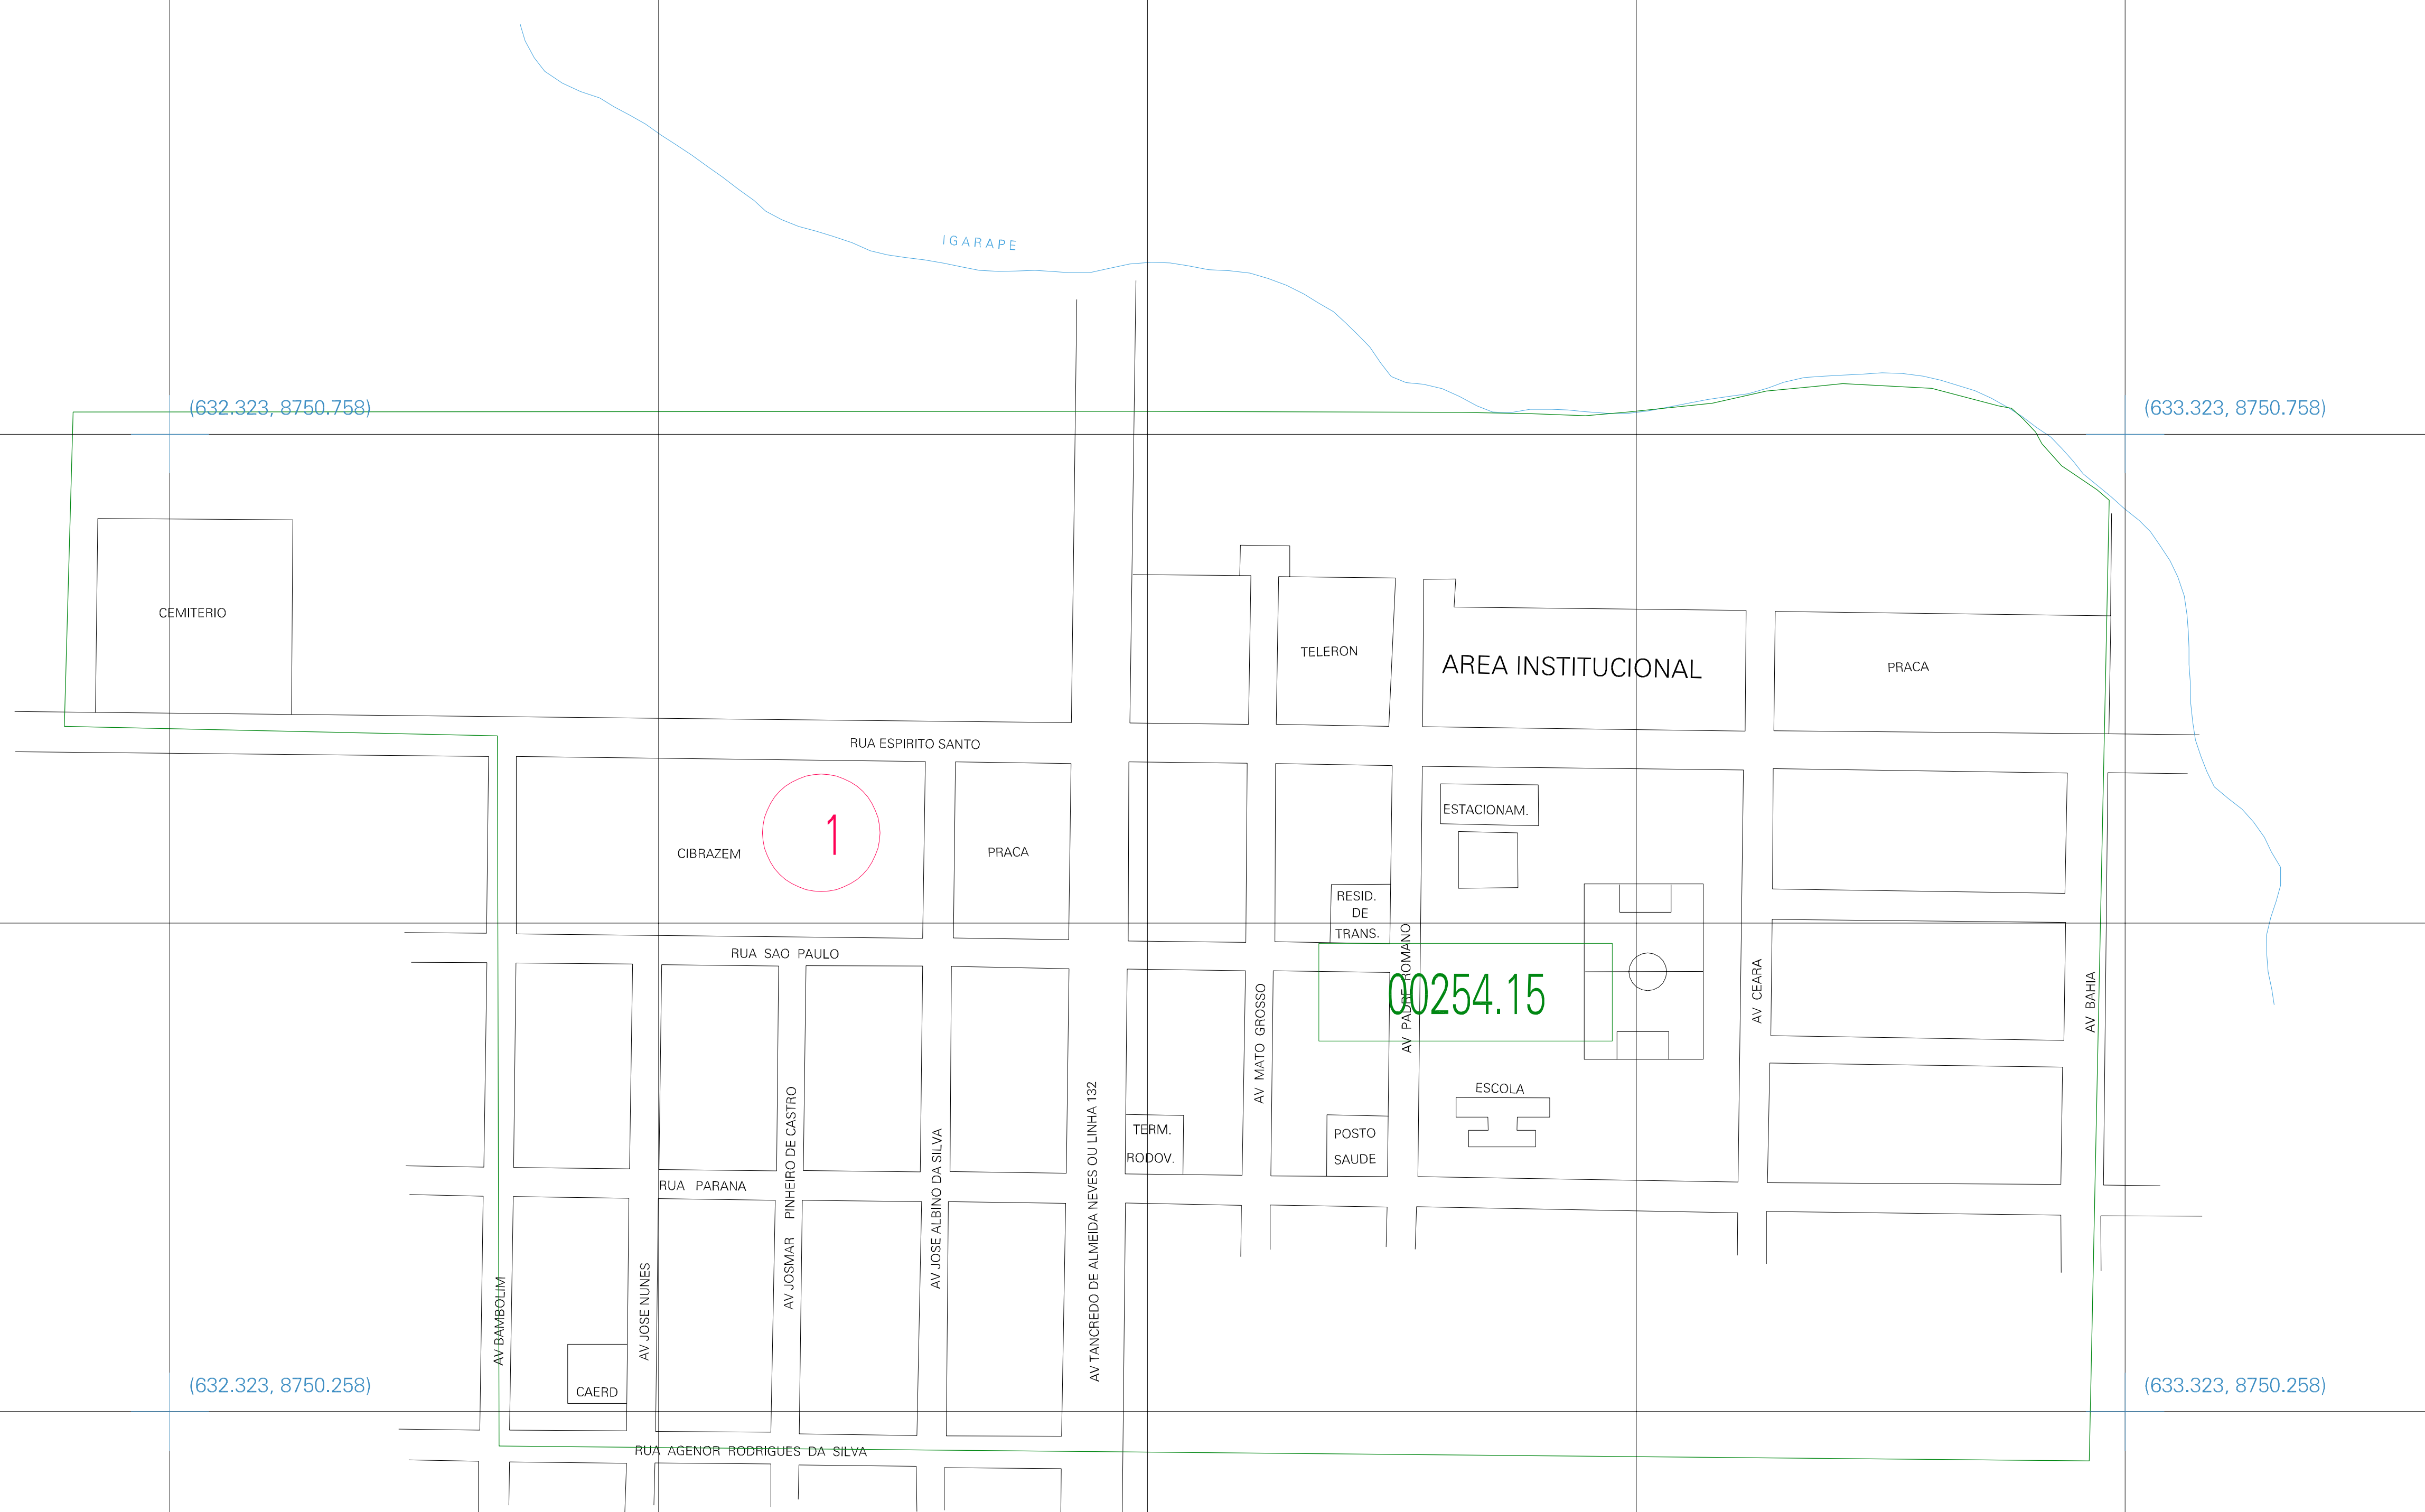 IGARAPE
(632.323, 8750.758)
(633.323, 8750.758)
CEMITERIO
TELERON
AREA INSTITUCIONAL
PRACA
RUA ESPIRITO SANTO
1
CIBRAZEM
PRACA
ESTACIONAM.
RESID.
DE
TRANS.
RUA SAO PAULO
AV PADRE ROMANO
00254.15
AV MATO GROSSO
AV CEARA
AV BAHIA
ESCOLA
TERM.
RODOV.
POSTO
SAUDE
RUA PARANA
AV JOSMAR PINHEIRO DE CASTRO
AV JOSE ALBINO DA SILVA
AV TANCREDO DE ALMEIDA NEVES OU LINHA 132
AV BAMBOLIM
AV JOSE NUNES
CAERD
(632.323, 8750.258)
(633.323, 8750.258)
RUA AGENOR RODRIGUES DA SILVA